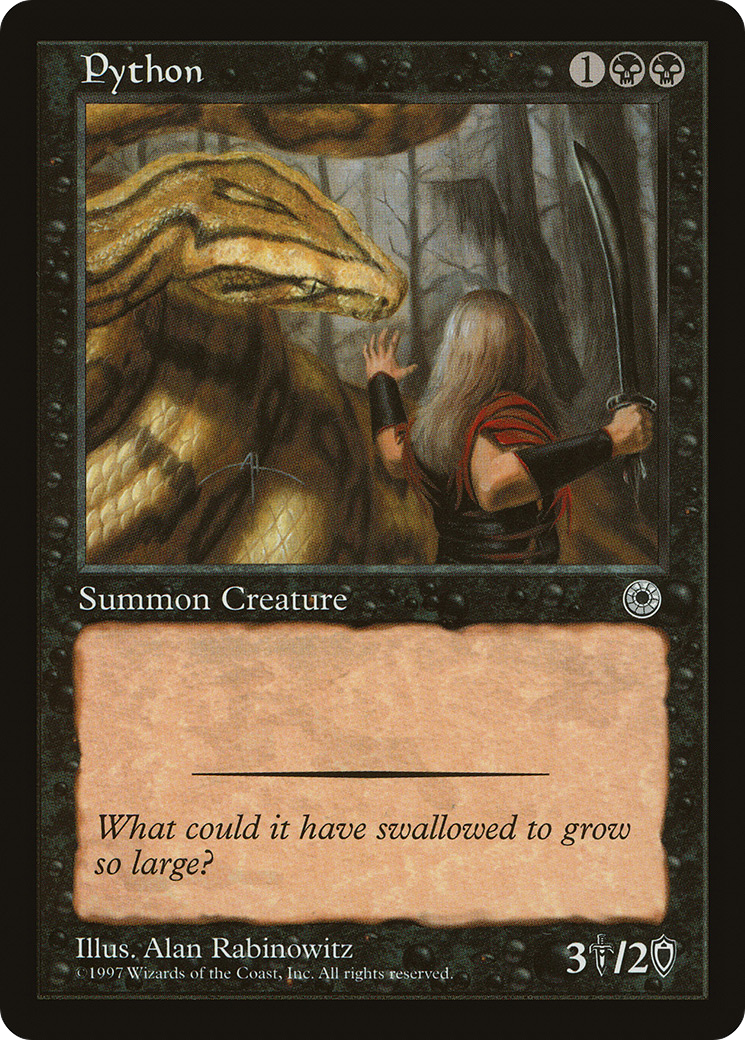 Python
1
Summon Creature
What could it have swallowed to grow
so large?
Illus. Alan Rabinowitz
©1997 Wizards of the Coast, Inc. All rights reserved.
3/2